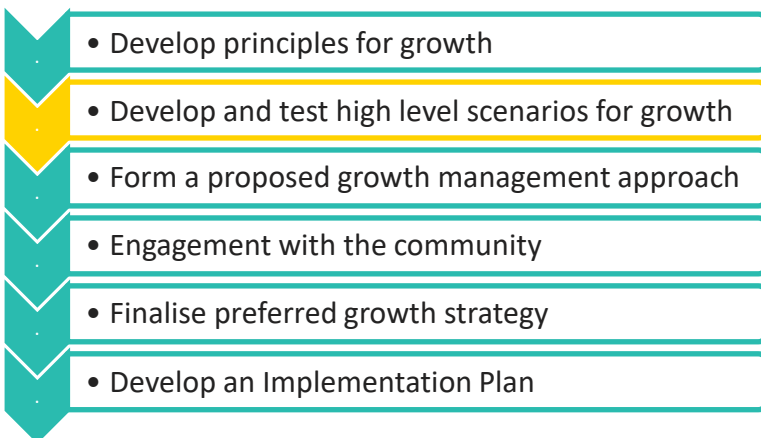 • Develop principles for growth
• Develop and test high level scenarios for growth
• Form a proposed growth management approach
• Engagement with the community
• Finalise preferred growth strategy
• Develop an Implementation Plan